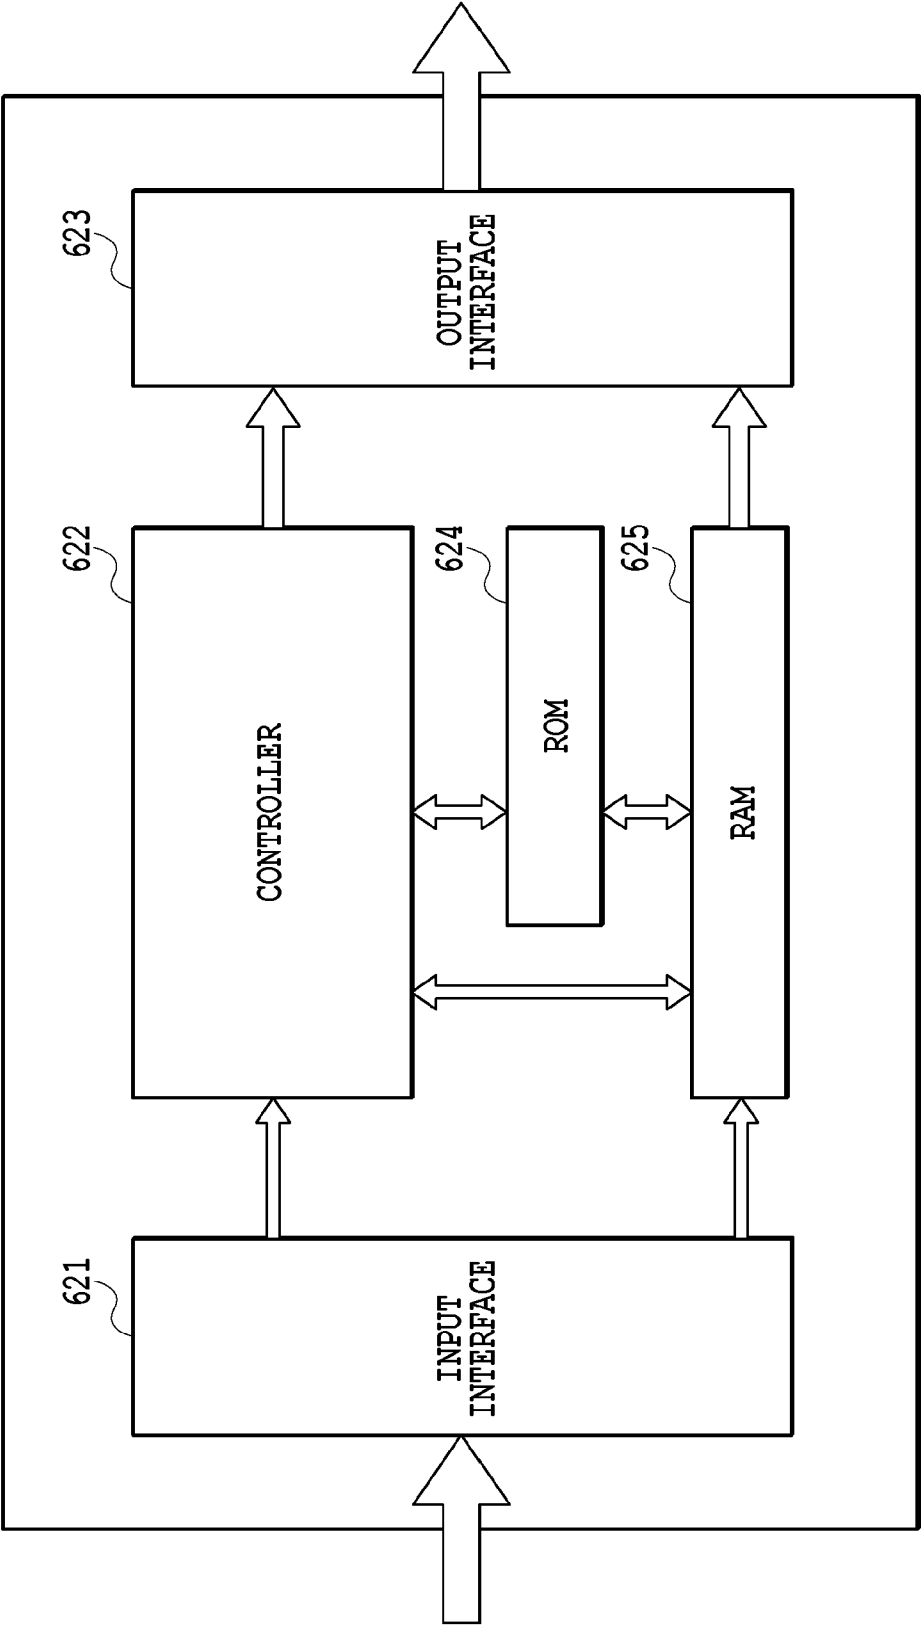 621
INPUT
INTERFACE
622
CONTROLLER
624
ROM
625
RAM
623
OUTPUT
INTERFACE